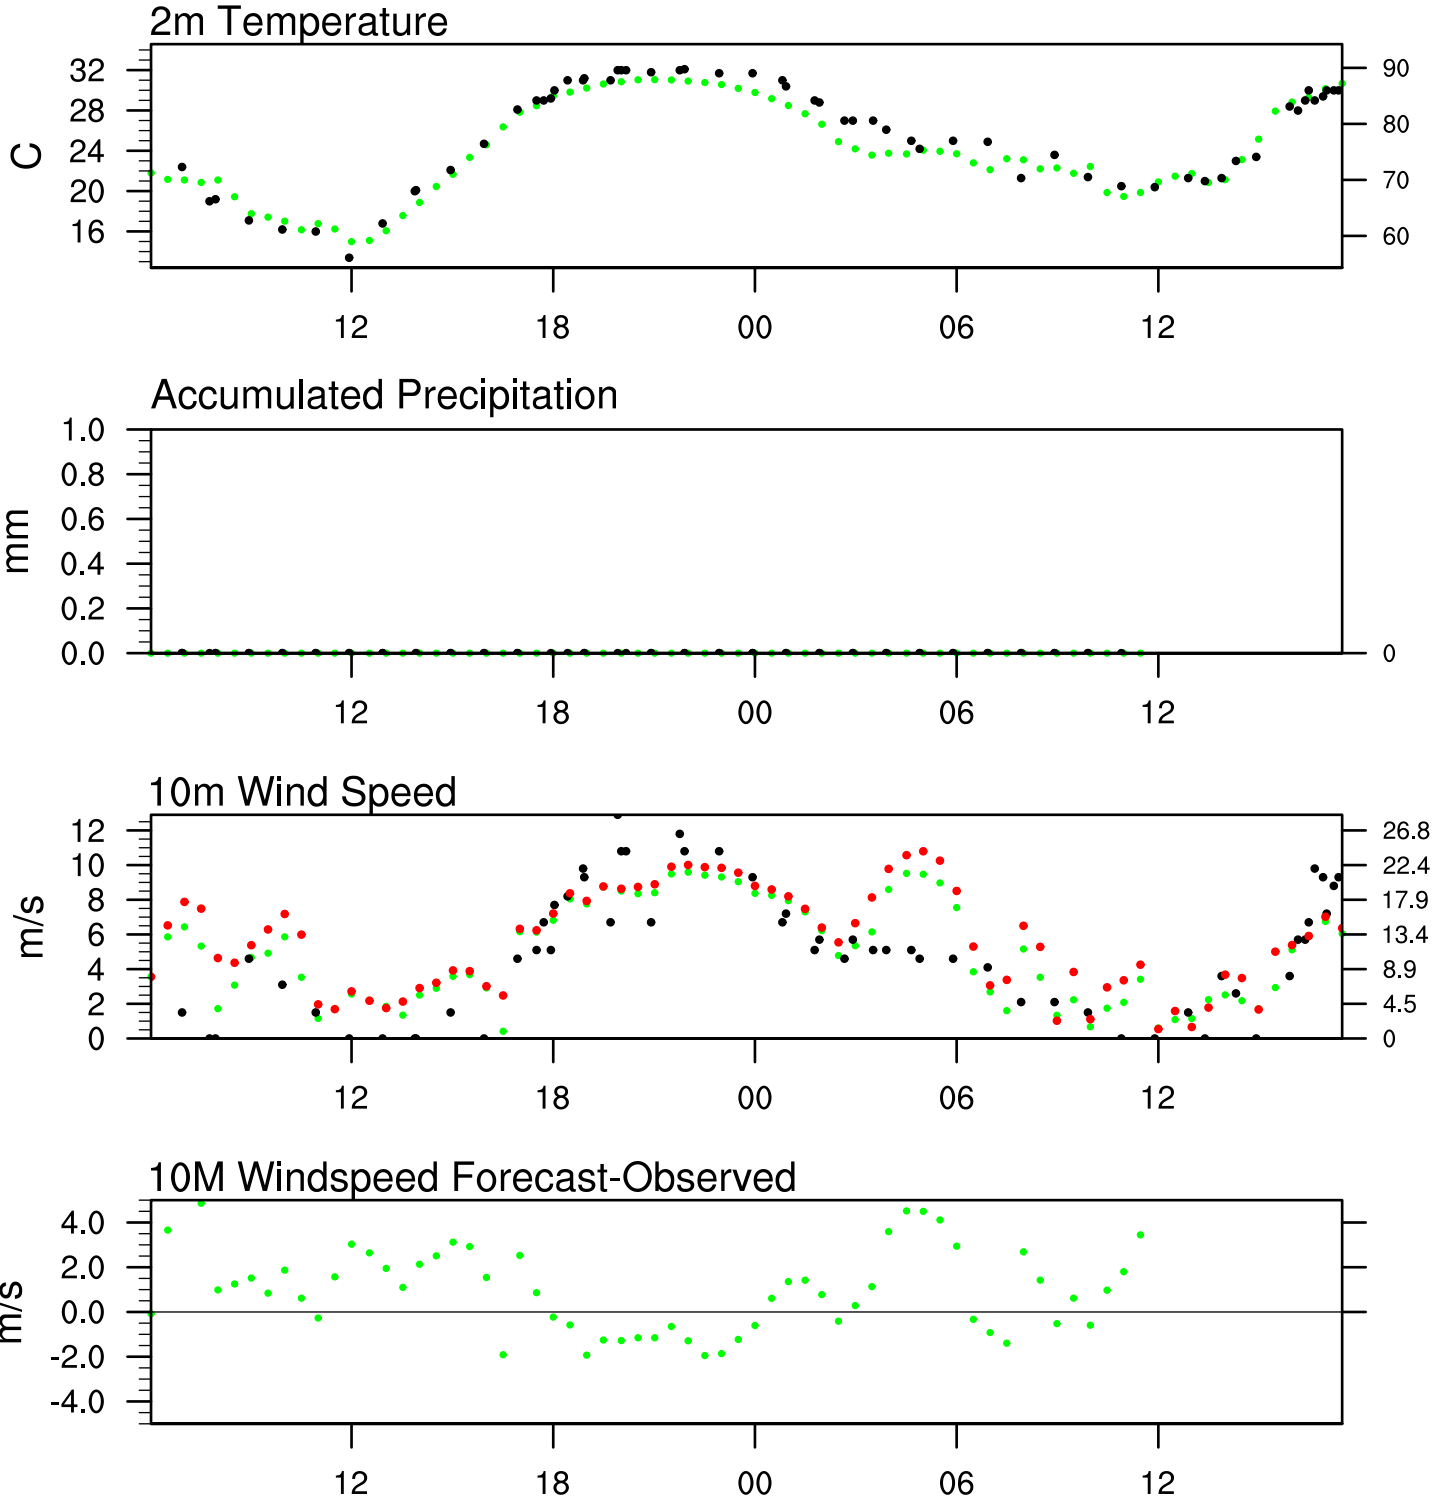 2m Temperature
32
28
24
20
16
C
90
80
70
60
12 18 00 06 12
Accumulated Precipitation
1.0
0.8
0.6
0.4
0.2
0.0
mm
0
12 18 00 06 12
10m Wind Speed
12
10
8
6
4
2
0
m/s
26.8
22.4
17.9
13.4
8.9
4.5
0
12 18 00 06 12
10M Windspeed Forecast-Observed
4.0
2.0
0.0
-2.0
-4.0
m/s
12 18 00 06 12